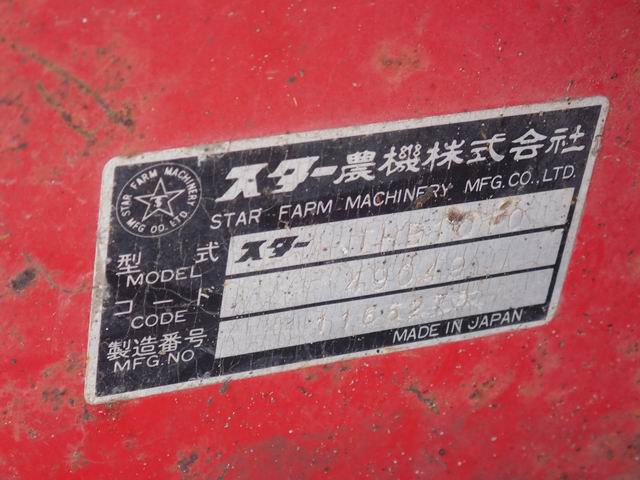 STAR FARM MACHINERY
MFG CO. LTD.
スター農機株式会社
STAR FARM MACHINERY MFG. CO., LTD.
型式 スター
MODEL
コード 49049
CODE
製造番号
MFG. NO
MADE IN JAPAN